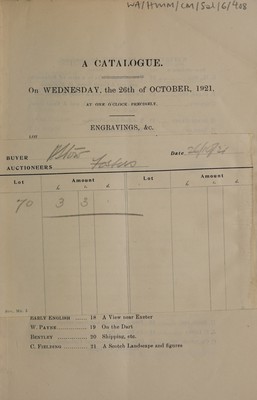 WA/HMM/CM/Sal/6/408
A CATALOGUE.
On WEDNESDAY, the 26th of OCTOBER, 1921,
AT ONE O'CLOCK PRECISELY.
ENGRAVINGS, &c.
LOT
BUYER Stow Date
AUCTIONEERS
Lot Amount Lot Amount
£ s. d. £ s. d.
70 3 3 -
EARLY ENGLISH ...... 18 A View near Exeter
W. PAYNE ............ 19 On the Dart
BENTLEY ............ 20 Shipping, etc.
C. FIELDING ......... 21 A Scotch Landscape and figures